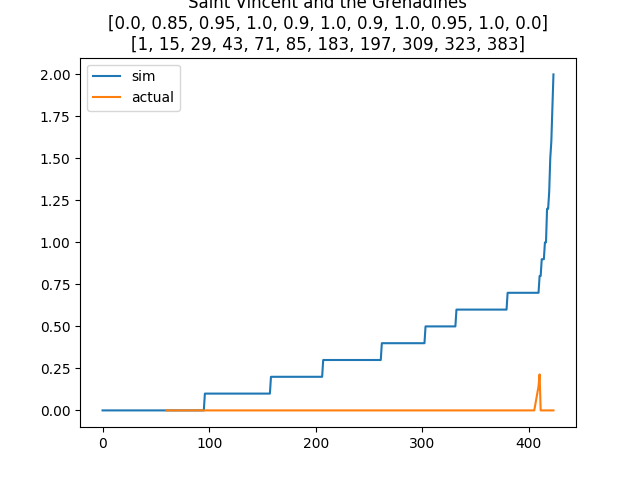 Saint Vincent and the Grenadines
[0.0, 0.85, 0.95, 1.0, 0.9, 1.0, 0.9, 1.0, 0.95, 1.0, 0.0]
[1, 15, 29, 43, 71, 85, 183, 197, 309, 323, 383]
sim
actual
2.00
1.75
1.50
1.25
1.00
0.75
0.50
0.25
0.00
0 100 200 300 400